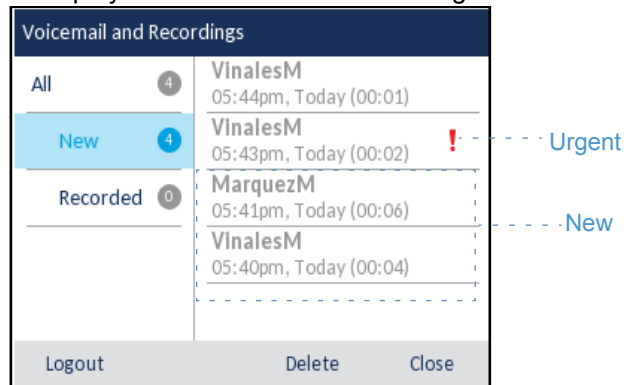 Voicemail and Recordings
All 4
New 4
Recorded 0
VinalesM
05:44pm, Today (00:01)
VinalesM
05:43pm, Today (00:02) !
MarquezM
05:41pm, Today (00:06)
VinalesM
05:40pm, Today (00:04)
Urgent
New
Logout Delete Close